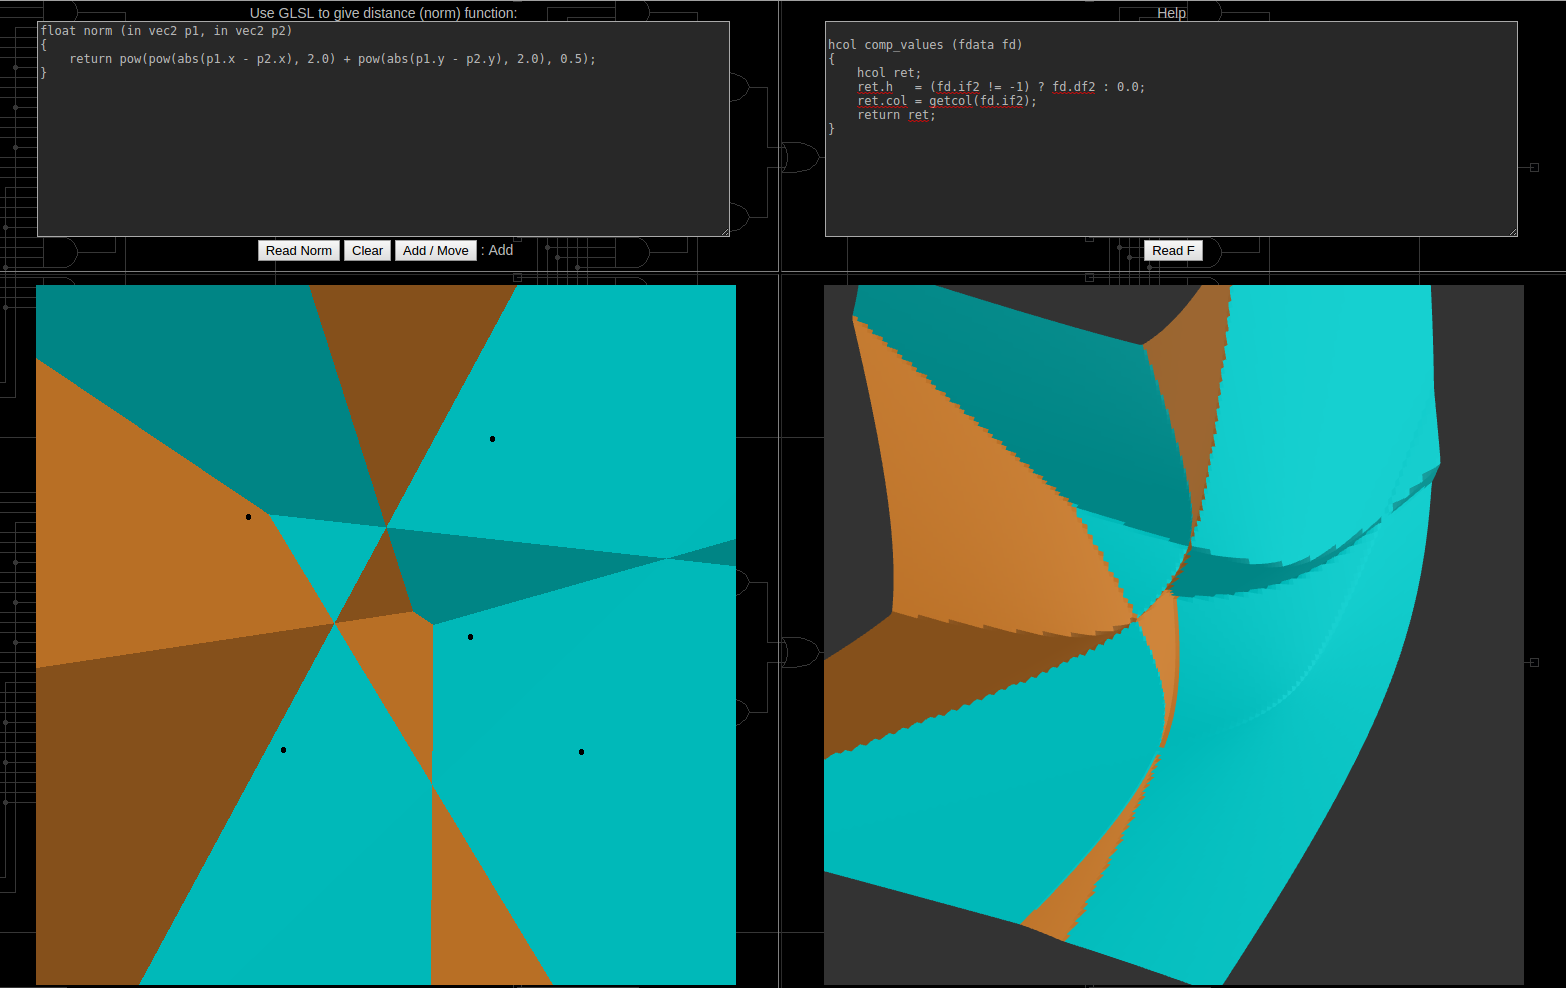 Use GLSL to give distance (norm) function:
float norm (in vec2 p1, in vec2 p2)
{
    return pow(pow(abs(p1.x - p2.x), 2.0) + pow(abs(p1.y - p2.y), 2.0), 0.5);
}
Read Norm Clear Add / Move : Add
Help
hcol comp_values (fdata fd)
{
    hcol ret;
    ret.h   = (fd.if2 != -1) ? fd.df2 : 0.0;
    ret.col = getcol(fd.if2);
    return ret;
}
Read F